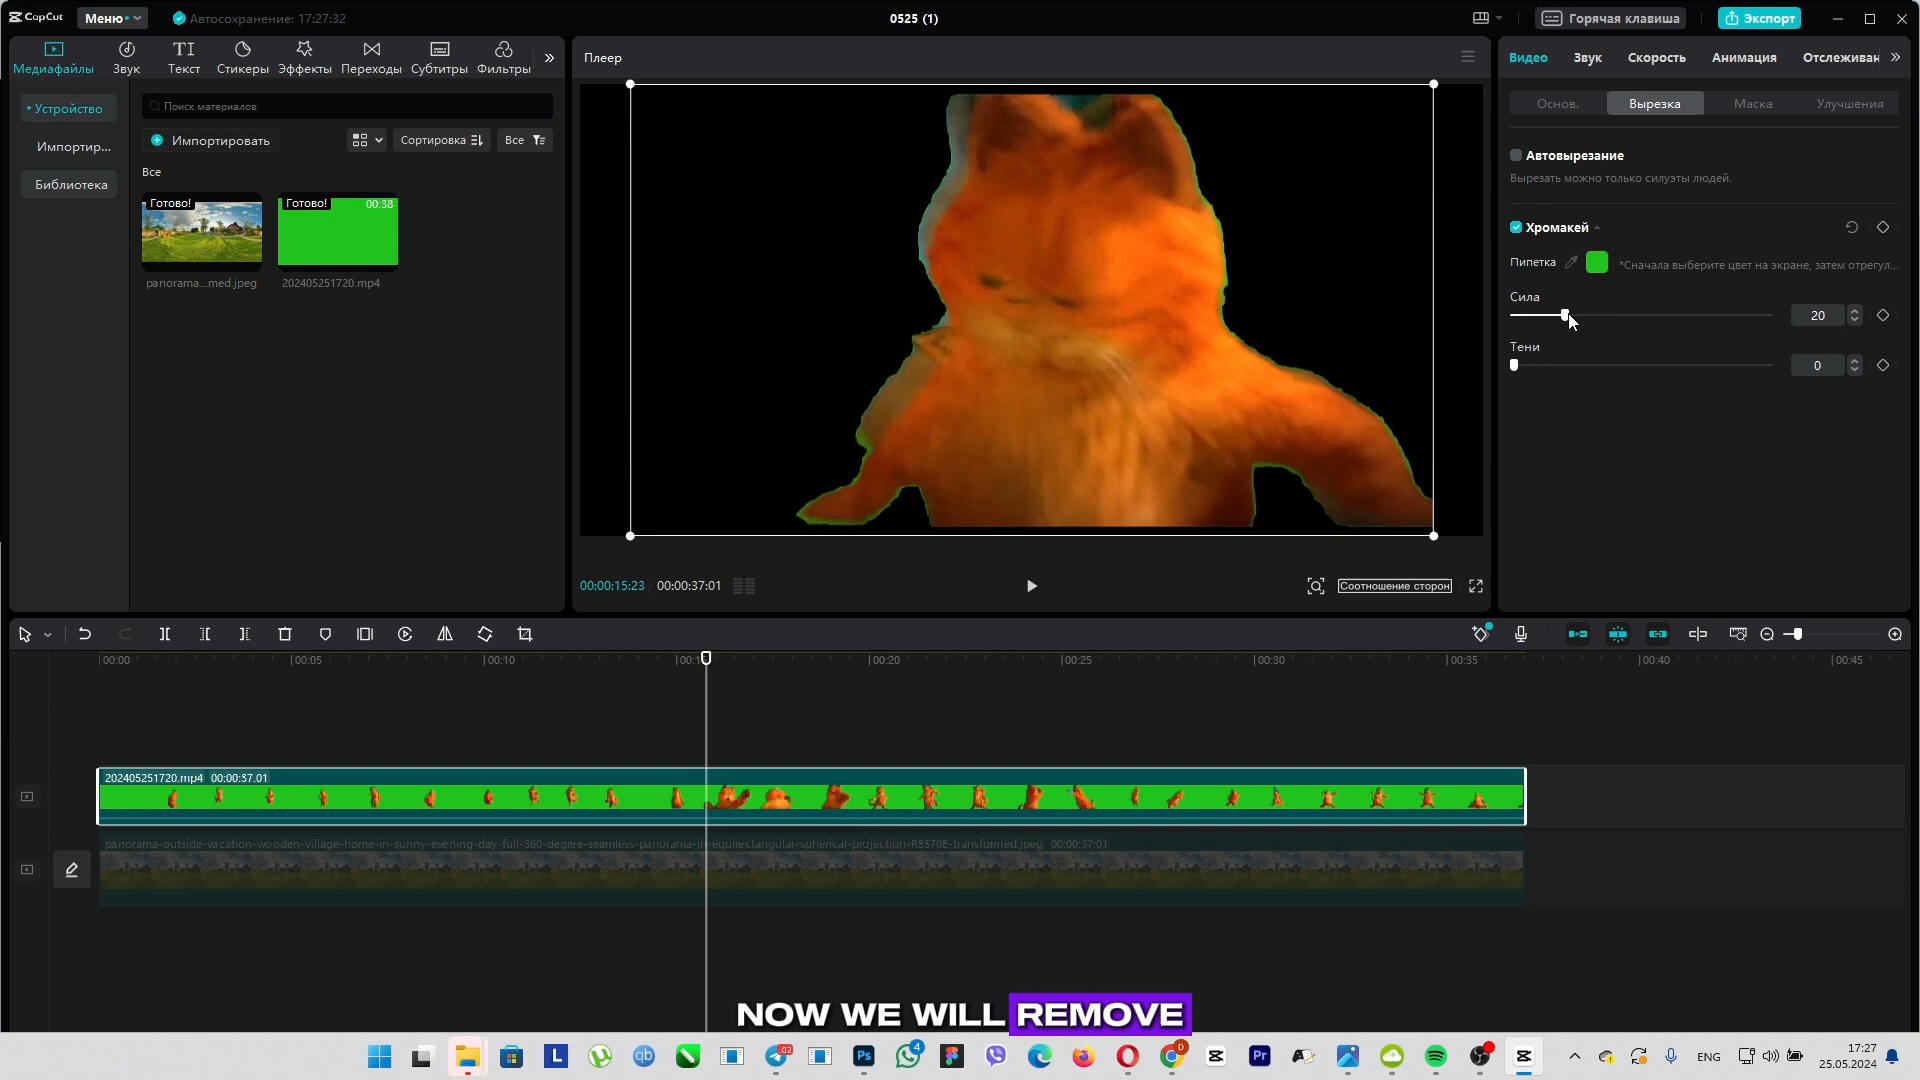 CapCut
Меню
Автосохранение: 17:27:32
0525 (1)
Горячая клавиша
Экспорт
Медиафайлы
Звук
Текст
Стикеры
Эффекты
Переходы
Субтитры
Фильтры
Устройство
Импортир...
Библиотека
Поиск материалов
Импортировать
Сортировка
Все
Все
Готово!
panorama...med.jpeg
Готово!
00:38
202405251720.mp4
Плеер
00:00:15:23
00:00:37:01
Соотношение сторон
Видео
Звук
Скорость
Анимация
Отслеживан
Основ.
Вырезка
Маска
Улучшения
Автовырезание
Вырезать можно только силуэты людей.
Хромакей
Пипетка
*Сначала выберите цвет на экране, затем отрегул...
Сила
20
Тени
0
00:00
00:05
00:10
00:20
00:25
00:30
00:35
00:40
00:45
202405251720.mp4 00:00:37:01
panorama-outside-vacation-wooden-village-home-in-sunny-evening-day-full-360-degree-seamless-panorama-in-equirectangular-spherical-projection-R3370E-transformed.jpeg 00:00:37:01
NOW WE WILL REMOVE
ENG
17:27
25.05.2024